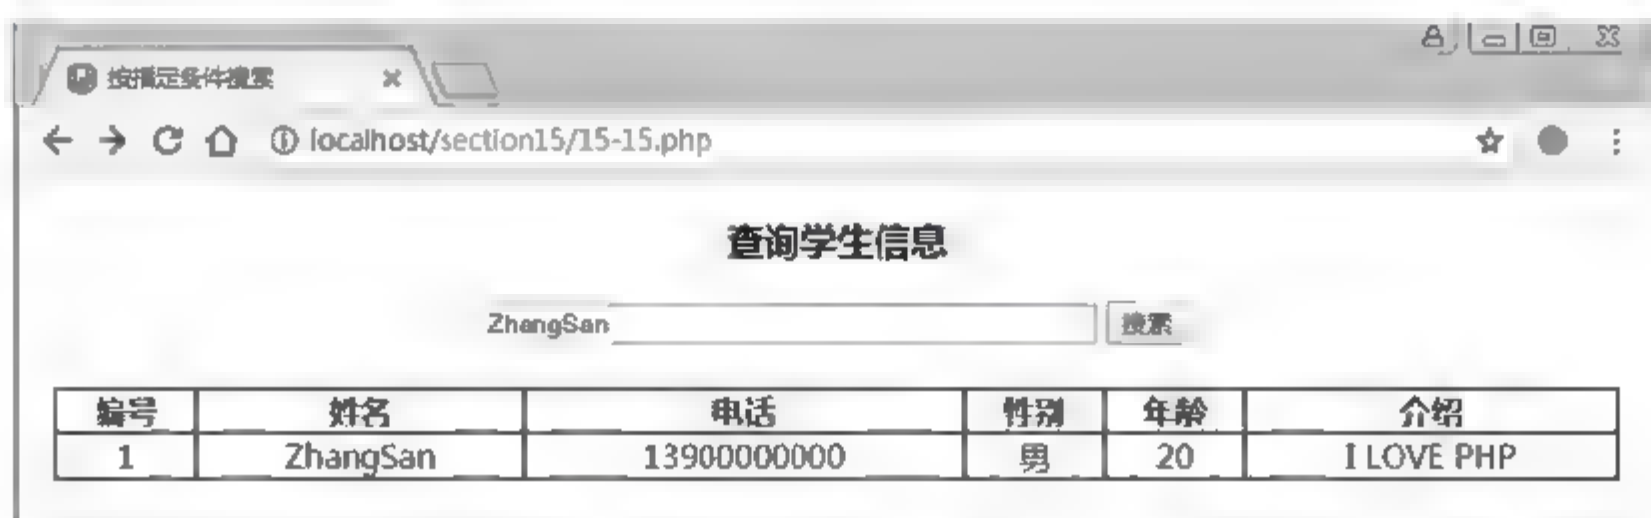 按指定条件搜索
localhost/section15/15-15.php
查询学生信息
ZhangSan 搜索
编号 姓名 电话 性别 年龄 介绍
1 ZhangSan 13900000000 男 20 I LOVE PHP